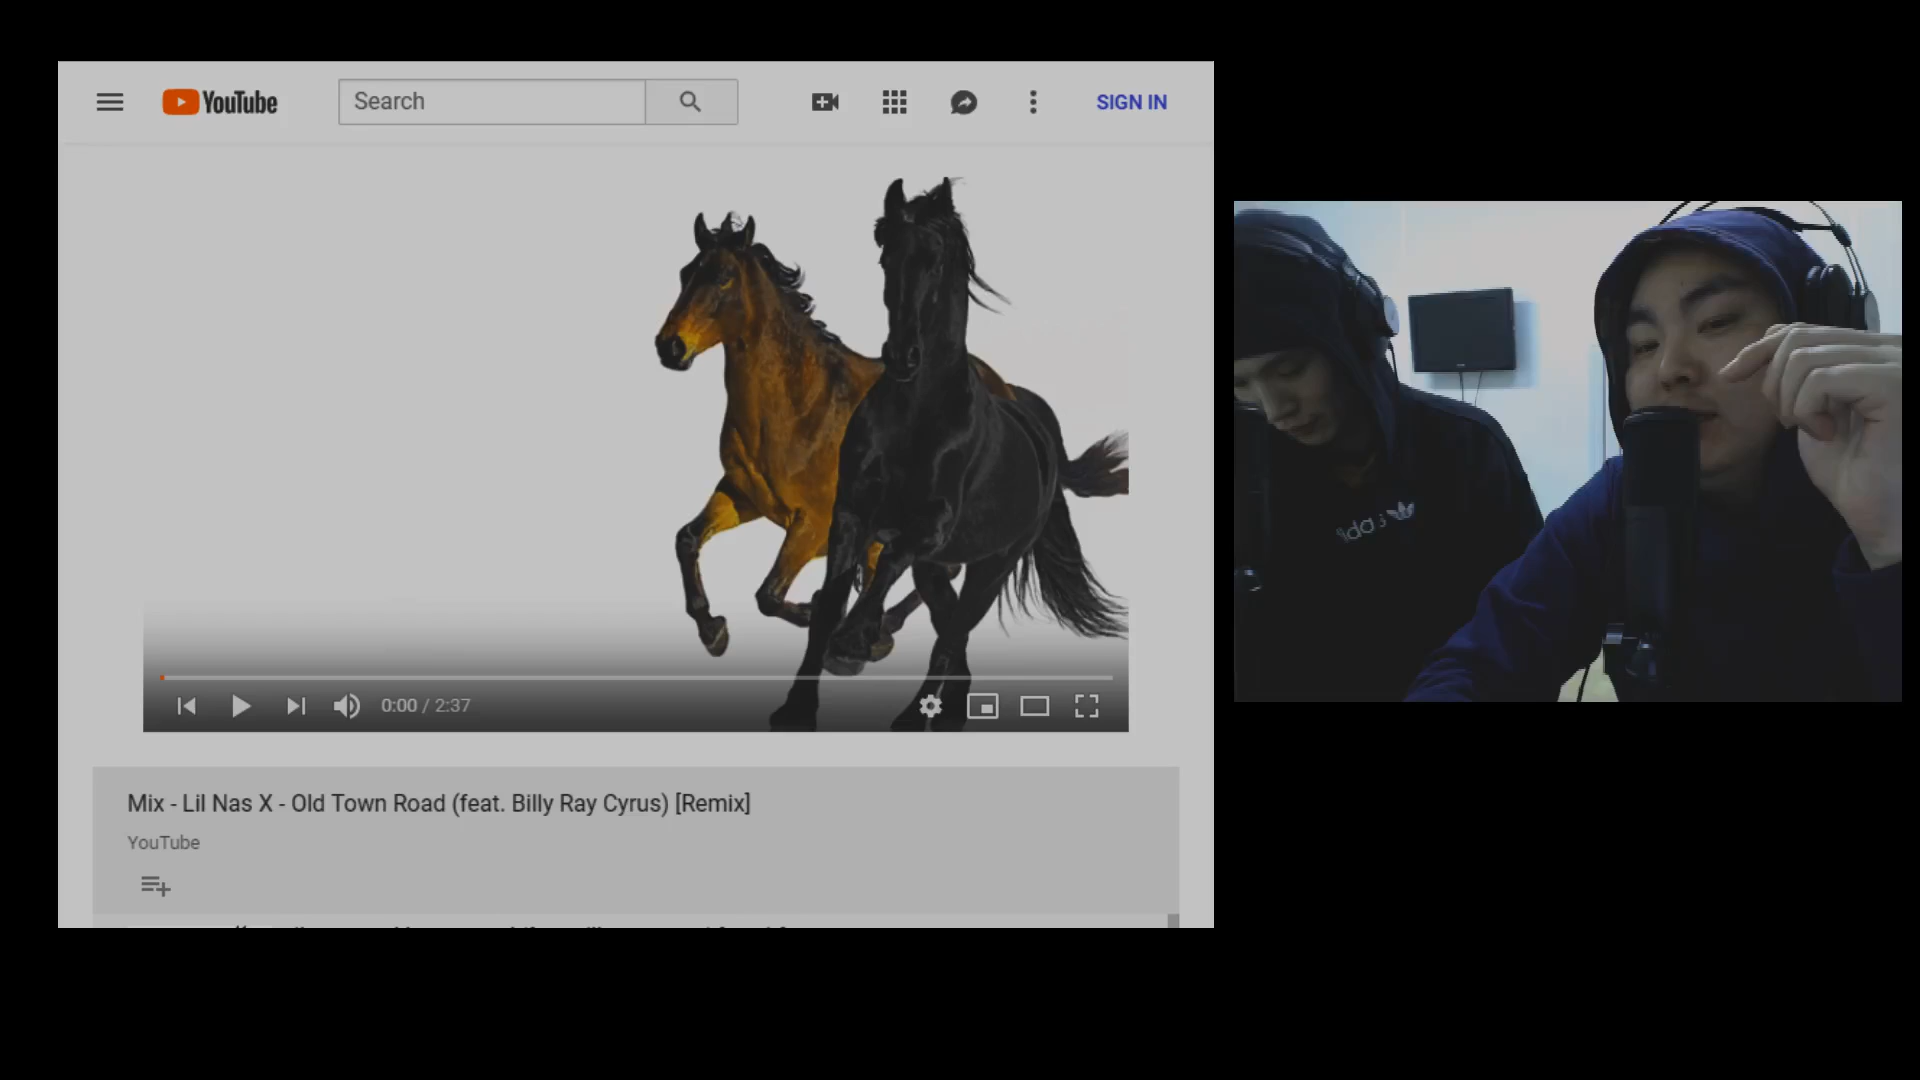 YouTube
Search
SIGN IN
0:00 / 2:37
Mix - Lil Nas X - Old Town Road (feat. Billy Ray Cyrus) [Remix]
YouTube